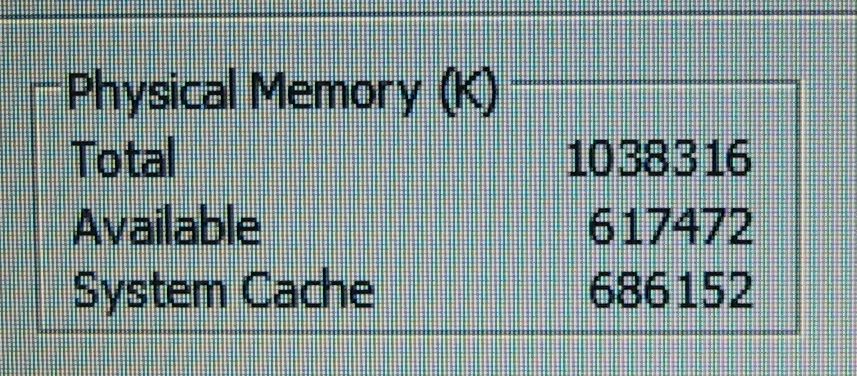 Physical Memory (K)
Total 1038316
Available 617472
System Cache 686152